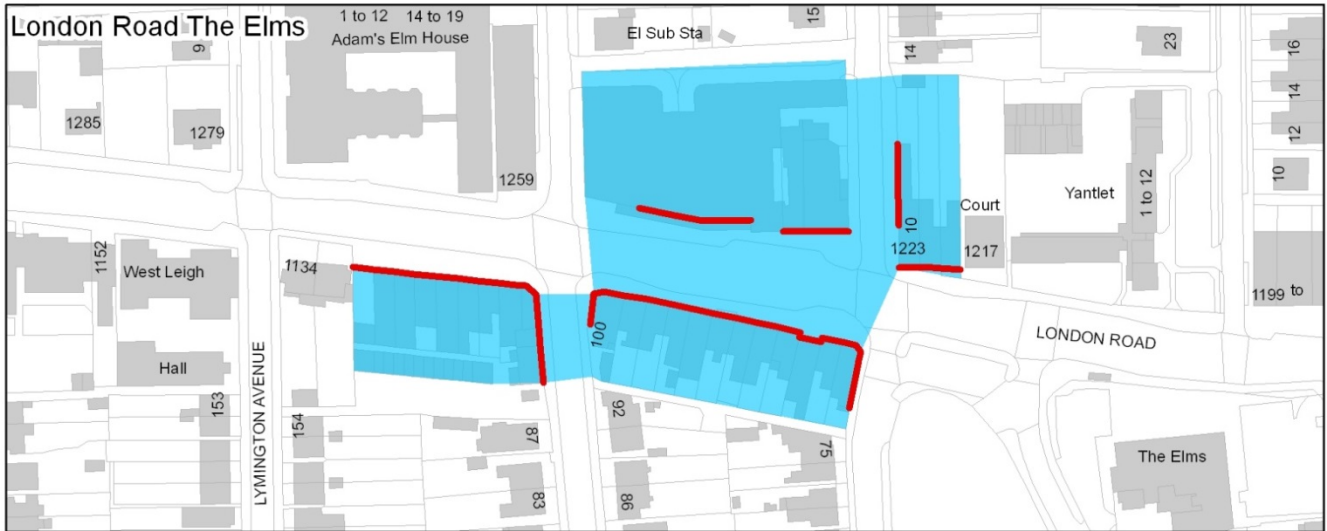 London Road The Elms
1 to 12 14 to 19
Adam's Elm House
El Sub Sta
15
9
14
23
16
14
12
1285
1279
1259
10
Yantlet
1 to 12
Court
10
1223
1217
1152
West Leigh
1134
1199 to
100
LONDON ROAD
Hall
LYMINGTON AVENUE
153
154
92
87
75
The Elms
83
86